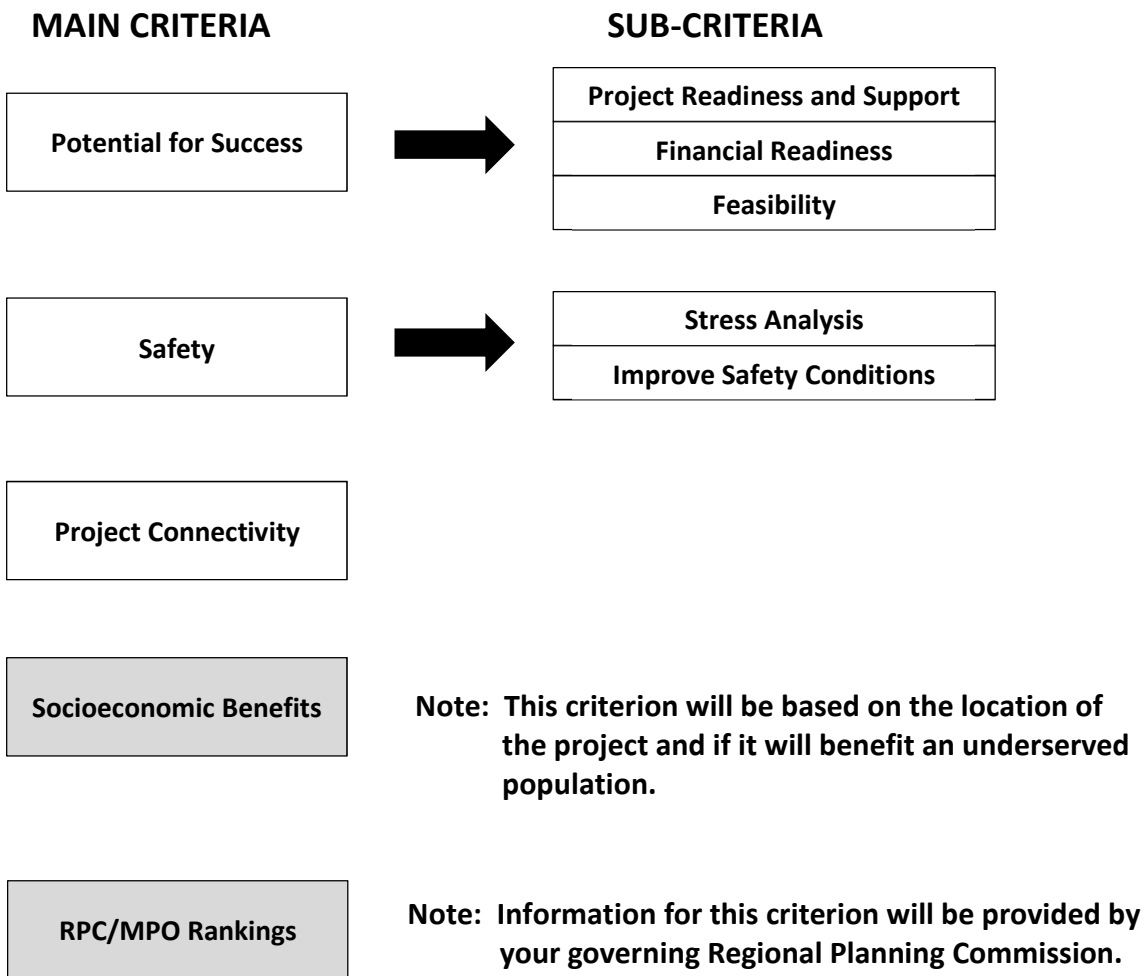 MAIN CRITERIA SUB-CRITERIA
Potential for Success
Project Readiness and Support
Financial Readiness
Feasibility
Safety
Stress Analysis
Improve Safety Conditions
Project Connectivity
Socioeconomic Benefits
Note: This criterion will be based on the location of
the project and if it will benefit an underserved
population.
RPC/MPO Rankings
Note: Information for this criterion will be provided by
your governing Regional Planning Commission.